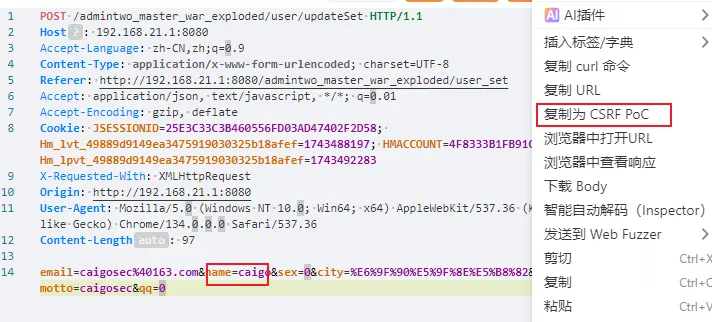 POST /admintwo_master_war_exploded/user/updateSet HTTP/1.1
Host ? : 192.168.21.1:8080
Accept-Language: zh-CN,zh;q=0.9
Content-Type: application/x-www-form-urlencoded; charset=UTF-8
Referer: http://192.168.21.1:8080/admintwo_master_war_exploded/user_set
Accept: application/json, text/javascript, */*; q=0.01
Accept-Encoding: gzip, deflate
Cookie: JSESSIONID=25E3C33C3B460556FD03AD47402F2D58;
Hm_lvt_49889d9149ea3475919030325b18afef=1743488197; HMACCOUNT=4F8333B1FB91C
Hm_lpvt_49889d9149ea3475919030325b18afef=1743492283
X-Requested-With: XMLHttpRequest
Origin: http://192.168.21.1:8080
User-Agent: Mozilla/5.0 (Windows NT 10.0; Win64; x64) AppleWebKit/537.36 (K
like Gecko) Chrome/134.0.0.0 Safari/537.36
Content-Length auto : 97
email=caigosec%40163.com&name=caigo&sex=0&city=%E6%9F%90%E5%9F%8E%E5%B8%82&
motto=caigosec&qq=0
1
2
3
4
5
6
7
8
9
10
11
12
13
14
AI插件
插入标签/字典
复制 curl 命令
复制 URL
复制为 CSRF PoC
浏览器中打开URL
浏览器中查看响应
下载 Body
智能自动解码（Inspector）
发送到 Web Fuzzer
剪切 Ctrl+X
复制 Ctrl+C
粘贴 Ctrl+V